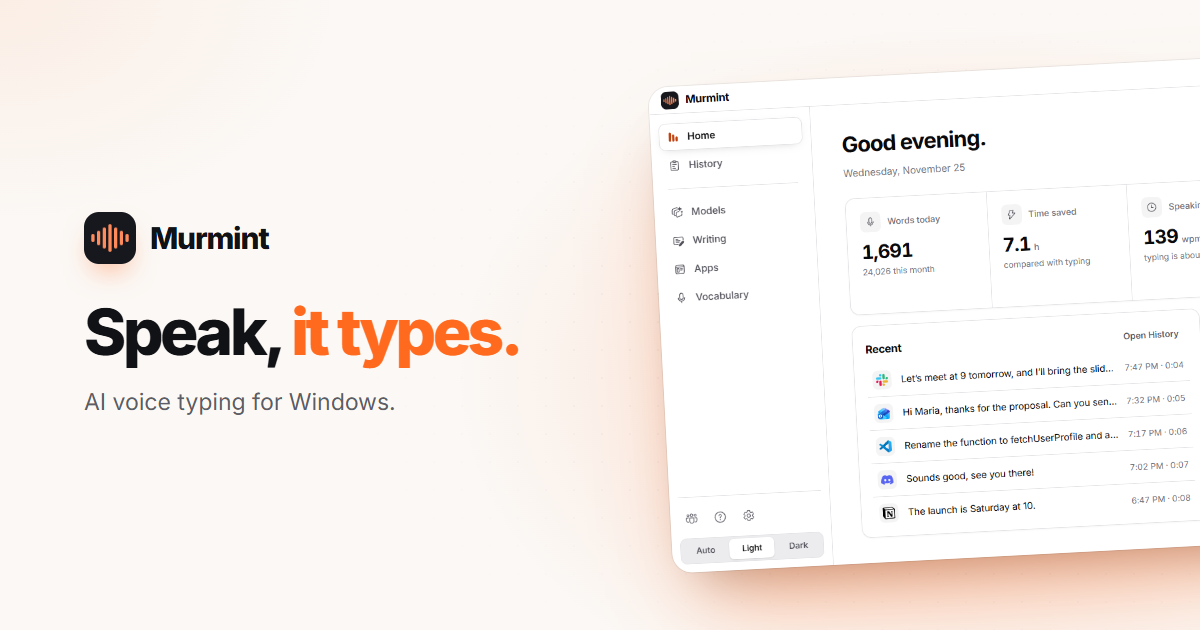 Murmint
Speak, it types.
AI voice typing for Windows.
Murmint
Home
History
Models
Writing
Apps
Vocabulary
Auto
Light
Dark
Good evening.
Wednesday, November 25
Words today
1,691
24,026 this month
Time saved
7.1 h
compared with typing
139 wpm
typing is
Recent
Open History
Let's meet at 9 tomorrow, and I'll bring the slid... 7:47 PM · 0:04
Hi Maria, thanks for the proposal. Can you sen... 7:32 PM · 0:05
Rename the function to fetchUserProfile and a... 7:17 PM · 0:06
Sounds good, see you there! 7:02 PM · 0:07
The launch is Saturday at 10. 6:47 PM · 0:08